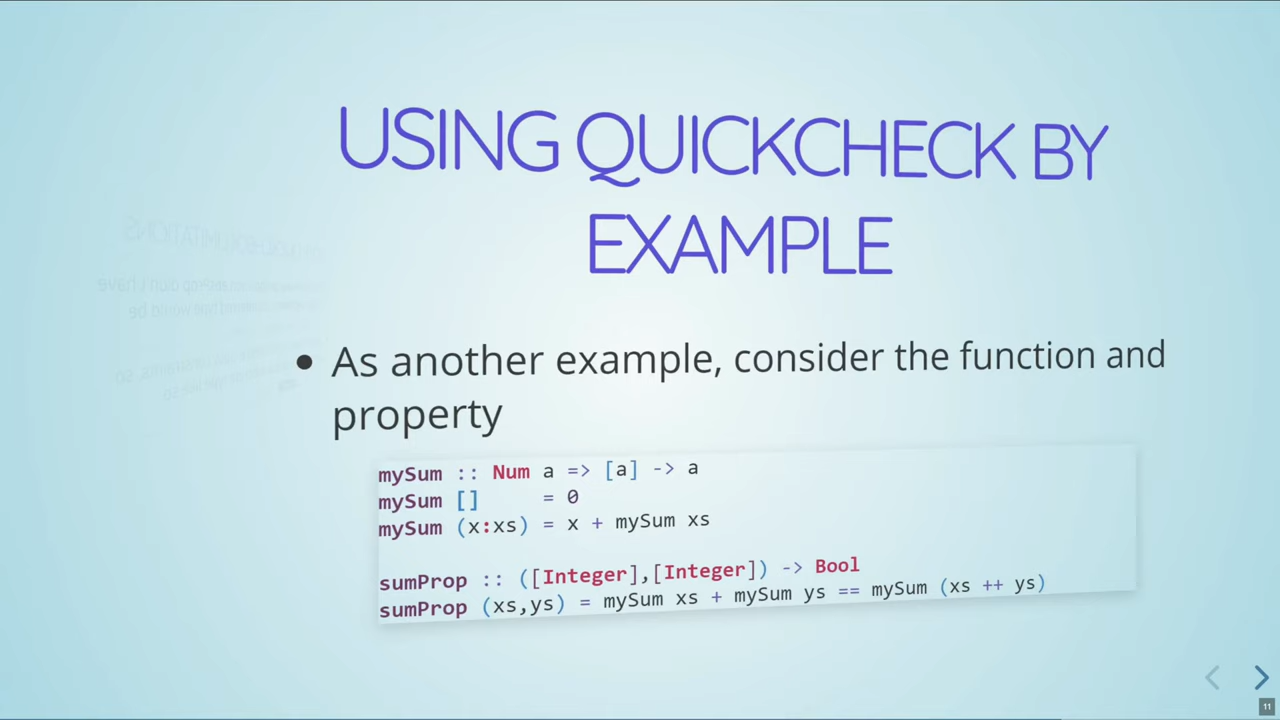 USING QUICKCHECK BY
EXAMPLE
• As another example, consider the function and
property
mySum :: Num a => [a] -> a
mySum []     = 0
mySum (x:xs) = x + mySum xs
sumProp :: ([Integer],[Integer]) -> Bool
sumProp (xs,ys) = mySum xs + mySum ys == mySum (xs ++ ys)
11